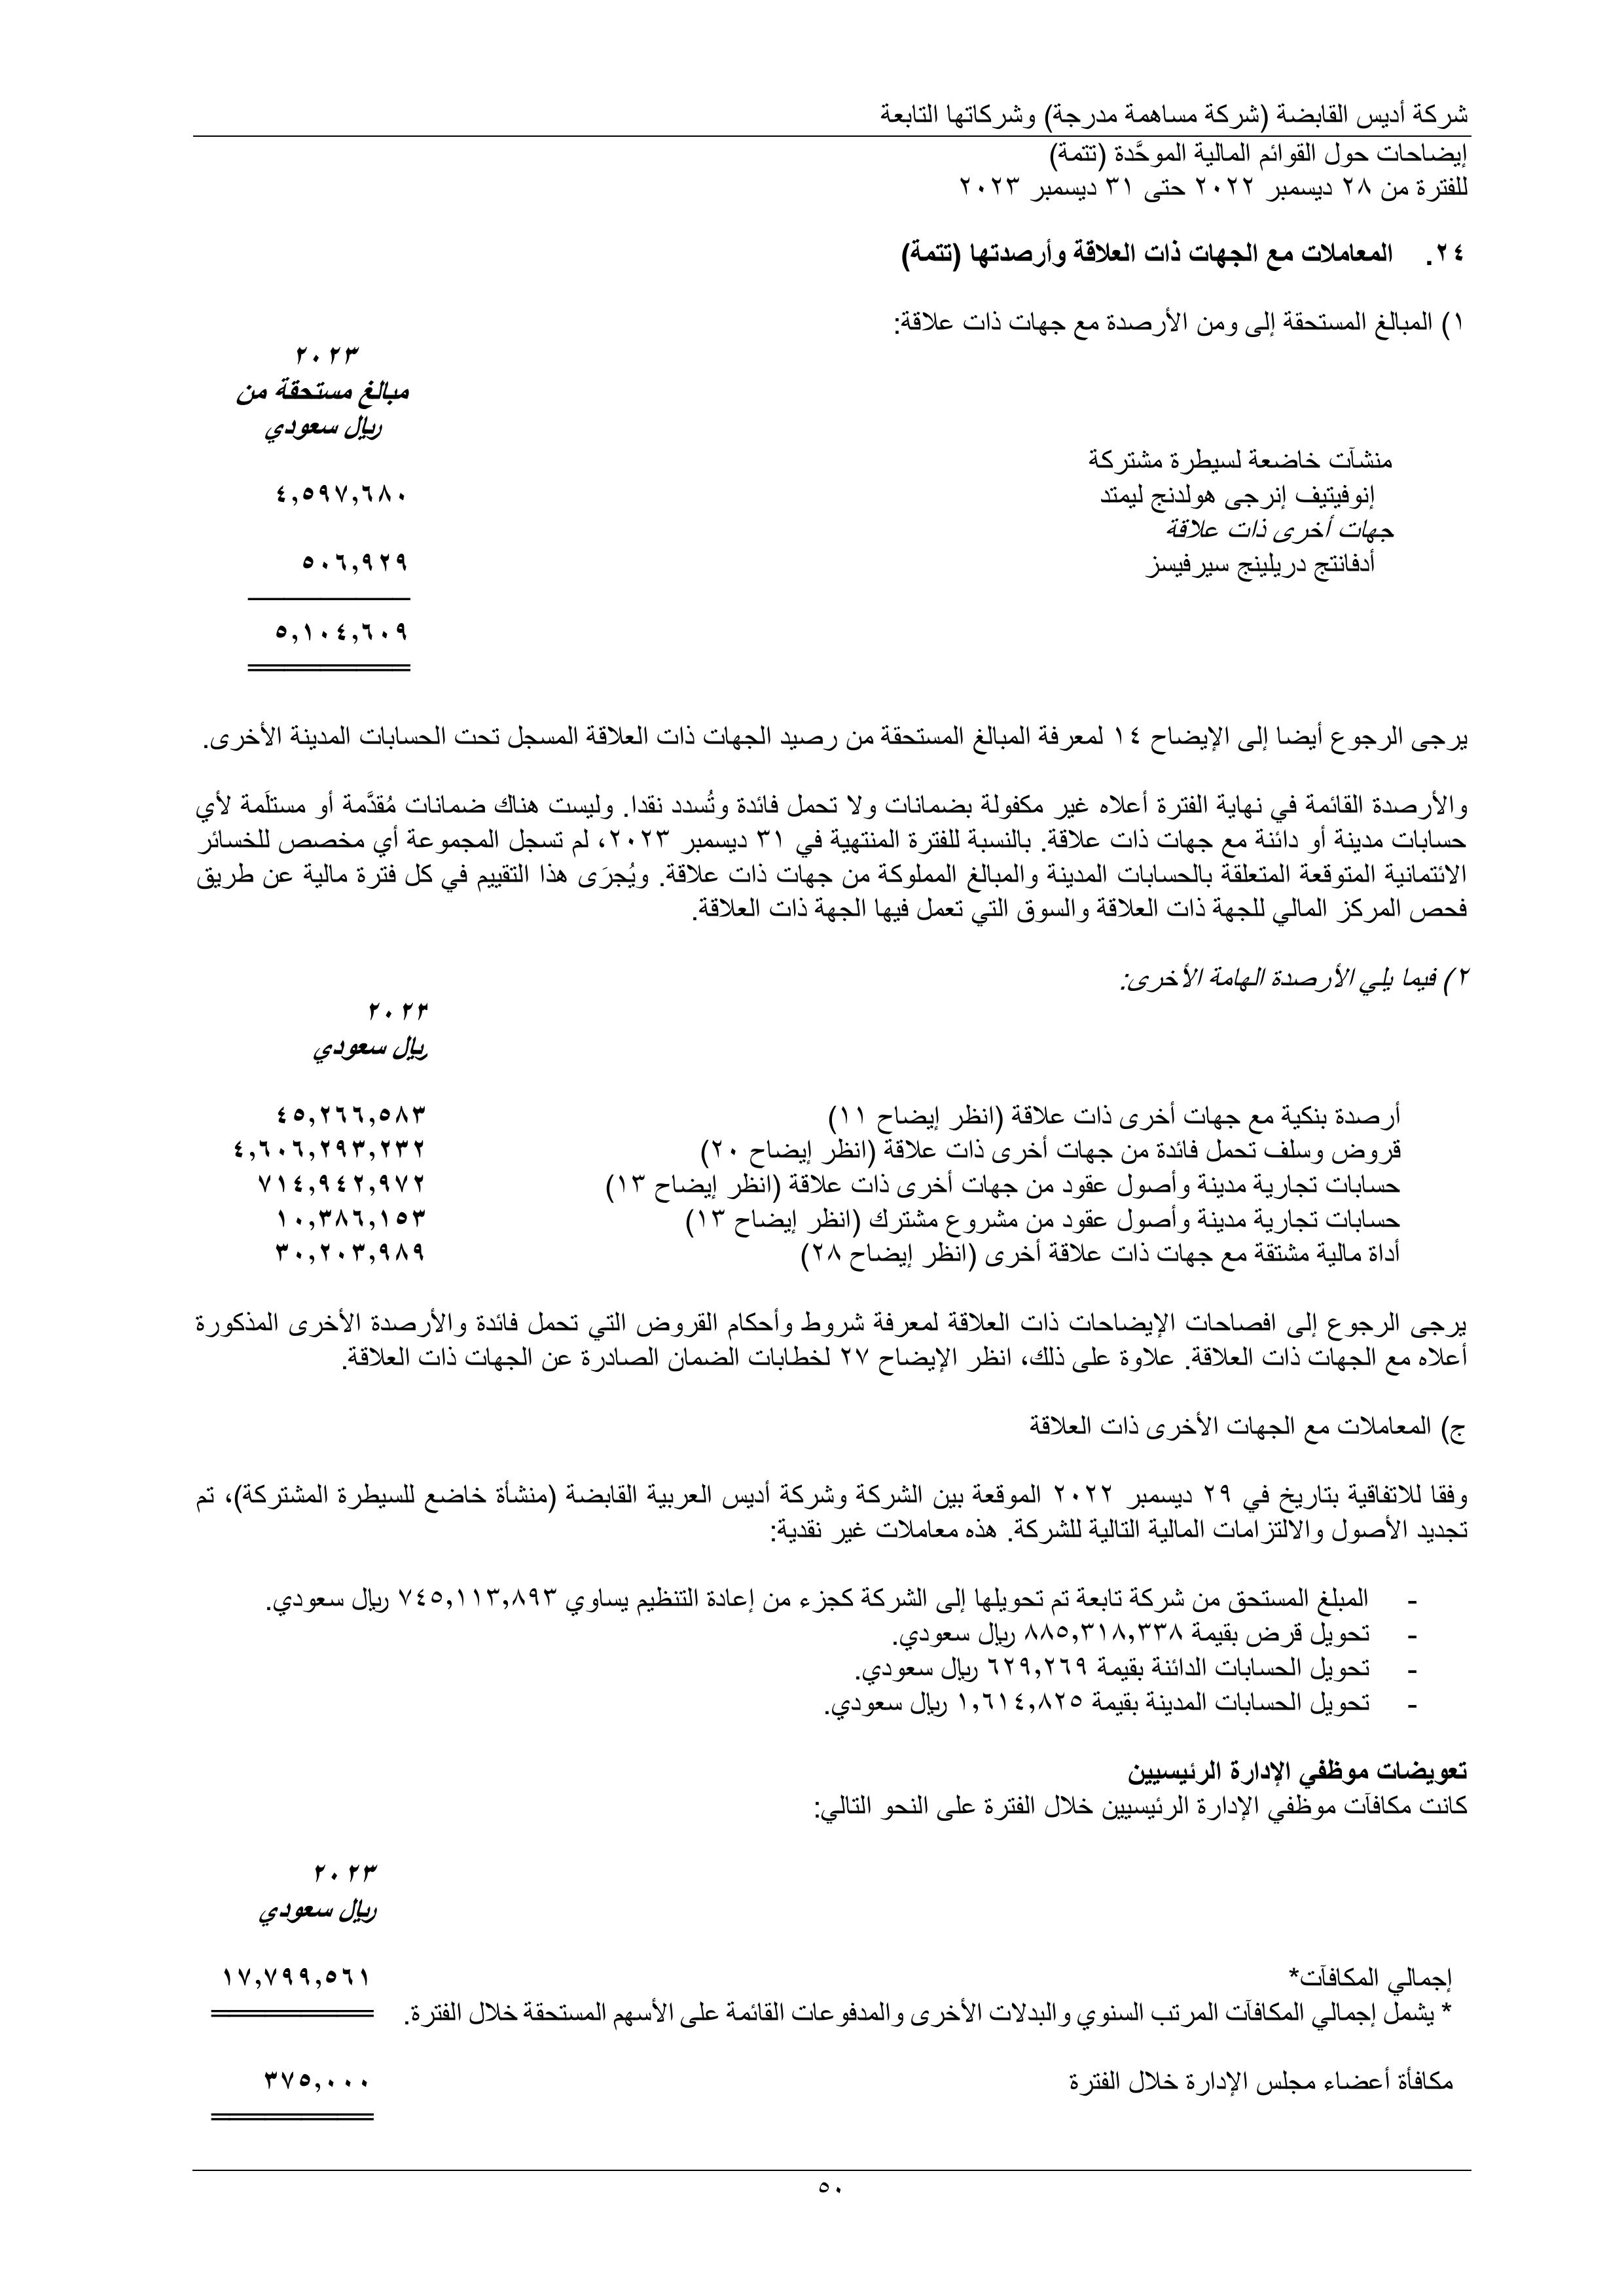 شركة أديس القابضة (شركة مساهمة مدرجة) وشركاتها التابعة
إيضاحات حول القوائم المالية الموحَّدة (تتمة)
للفترة من ٢٨ ديسمبر ٢٠٢٢ حتى ٣١ ديسمبر ٢٠٢٣
٢٤. المعاملات مع الجهات ذات العلاقة وأرصدتها (تتمة)
١) المبالغ المستحقة إلى ومن الأرصدة مع جهات ذات علاقة:
٢٠٢٣
مبالغ مستحقة من
ريال سعودي
منشآت خاضعة لسيطرة مشتركة
إنوفيتيف إنرجى هولدنج ليمتد ٤,٥٩٧,٦٨٠
جهات أخرى ذات علاقة
أدفانتج دريلينج سيرفيسز ٥٠٦,٩٢٩
٥,١٠٤,٦٠٩
يرجى الرجوع أيضا إلى الإيضاح ١٤ لمعرفة المبالغ المستحقة من رصيد الجهات ذات العلاقة المسجل تحت الحسابات المدينة الأخرى.
والأرصدة القائمة في نهاية الفترة أعلاه غير مكفولة بضمانات ولا تحمل فائدة وتُسدد نقدا. وليست هناك ضمانات مُقدَّمة أو مستلَمة لأي
حسابات مدينة أو دائنة مع جهات ذات علاقة. بالنسبة للفترة المنتهية في ٣١ ديسمبر ٢٠٢٣، لم تسجل المجموعة أي مخصص للخسائر
الائتمانية المتوقعة المتعلقة بالحسابات المدينة والمبالغ المملوكة من جهات ذات علاقة. ويُجرَى هذا التقييم في كل فترة مالية عن طريق
فحص المركز المالي للجهة ذات العلاقة والسوق التي تعمل فيها الجهة ذات العلاقة.
٢) فيما يلي الأرصدة الهامة الأخرى:
٢٠٢٣
ريال سعودي
أرصدة بنكية مع جهات أخرى ذات علاقة (انظر إيضاح ١١) ٤٥,٢٦٦,٥٨٣
قروض وسلف تحمل فائدة من جهات أخرى ذات علاقة (انظر إيضاح ٢٠) ٤,٦٠٦,٢٩٣,٢٣٢
حسابات تجارية مدينة وأصول عقود من جهات أخرى ذات علاقة (انظر إيضاح ١٣) ٧١٤,٩٤٢,٩٧٢
حسابات تجارية مدينة وأصول عقود من مشروع مشترك (انظر إيضاح ١٣) ١٠,٣٨٦,١٥٣
أداة مالية مشتقة مع جهات ذات علاقة أخرى (انظر إيضاح ٢٨) ٣٠,٢٠٣,٩٨٩
يرجى الرجوع إلى افصاحات الإيضاحات ذات العلاقة لمعرفة شروط وأحكام القروض التي تحمل فائدة والأرصدة الأخرى المذكورة
أعلاه مع الجهات ذات العلاقة. علاوة على ذلك، انظر الإيضاح ٢٧ لخطابات الضمان الصادرة عن الجهات ذات العلاقة.
ج) المعاملات مع الجهات الأخرى ذات العلاقة
وفقا للاتفاقية بتاريخ في ٢٩ ديسمبر ٢٠٢٢ الموقعة بين الشركة وشركة أديس العربية القابضة (منشأة خاضع للسيطرة المشتركة)، تم
تجديد الأصول والالتزامات المالية التالية للشركة. هذه معاملات غير نقدية:
- المبلغ المستحق من شركة تابعة تم تحويلها إلى الشركة كجزء من إعادة التنظيم يساوي ٧٤٥,١١٣,٨٩٣ ريال سعودي.
- تحويل قرض بقيمة ٨٨٥,٣١٨,٣٣٨ ريال سعودي.
- تحويل الحسابات الدائنة بقيمة ٦٢٩,٢٦٩ ريال سعودي.
- تحويل الحسابات المدينة بقيمة ١,٦١٤,٨٢٥ ريال سعودي.
تعويضات موظفي الإدارة الرئيسيين
كانت مكافآت موظفي الإدارة الرئيسيين خلال الفترة على النحو التالي:
٢٠٢٣
ريال سعودي
إجمالي المكافآت* ١٧,٧٩٩,٥٦١
* يشمل إجمالي المكافآت المرتب السنوي والبدلات الأخرى والمدفوعات القائمة على الأسهم المستحقة خلال الفترة.
مكافأة أعضاء مجلس الإدارة خلال الفترة ٣٧٥,٠٠٠
٥٠